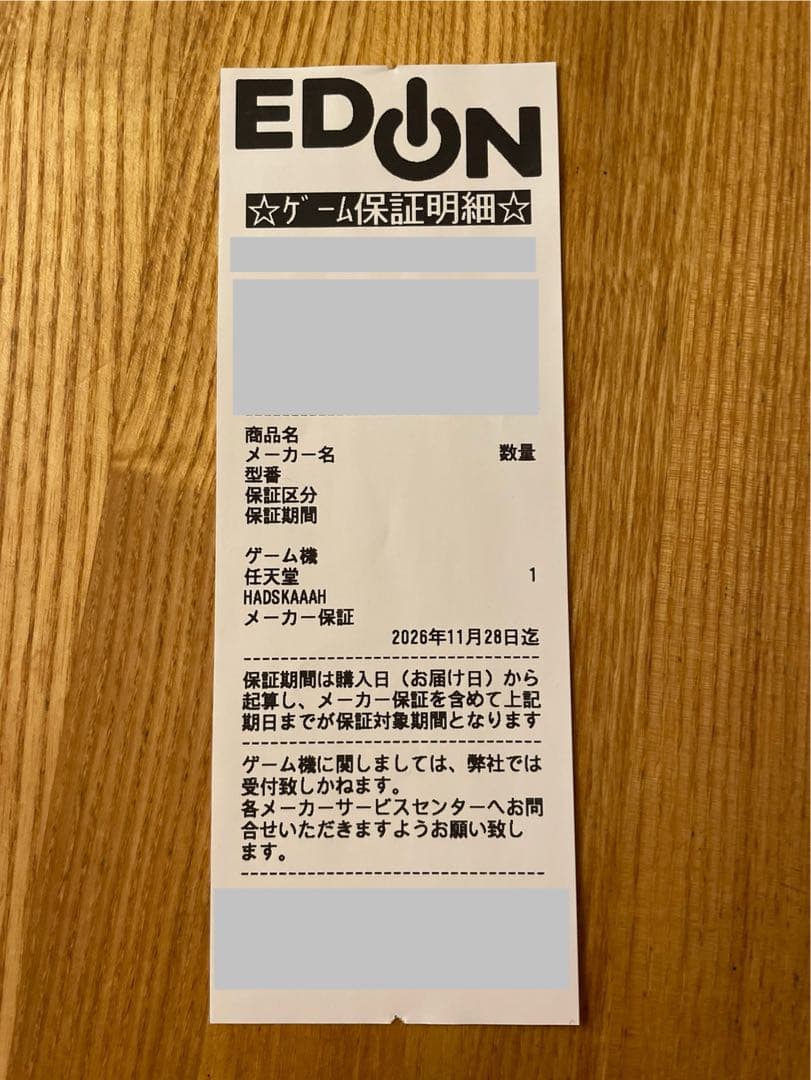 EDION
☆ｹﾞｰﾑ保証明細☆
商品名
メーカー名 数量
型番
保証区分
保証期間
ゲーム機
任天堂 1
HADSKAAAH
メーカー保証
2026年11月28日迄
保証期間は購入日（お届け日）から
起算し、メーカー保証を含めて上記
期日までが保証対象期間となります
ゲーム機に関しましては、弊社では
受付致しかねます。
各メーカーサービスセンターへお問
合せいただきますようお願い致し
ます。